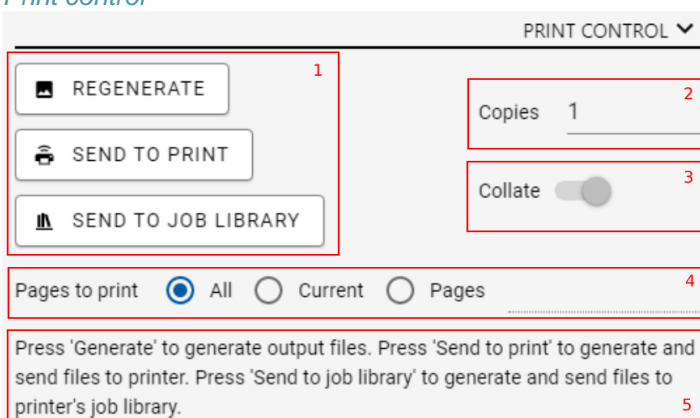 Print control
PRINT CONTROL
1
REGENERATE
2
Copies 1
SEND TO PRINT
3
Collate
SEND TO JOB LIBRARY
4
Pages to print All Current Pages
Press 'Generate' to generate output files. Press 'Send to print' to generate and
send files to printer. Press 'Send to job library' to generate and send files to
printer's job library.
5